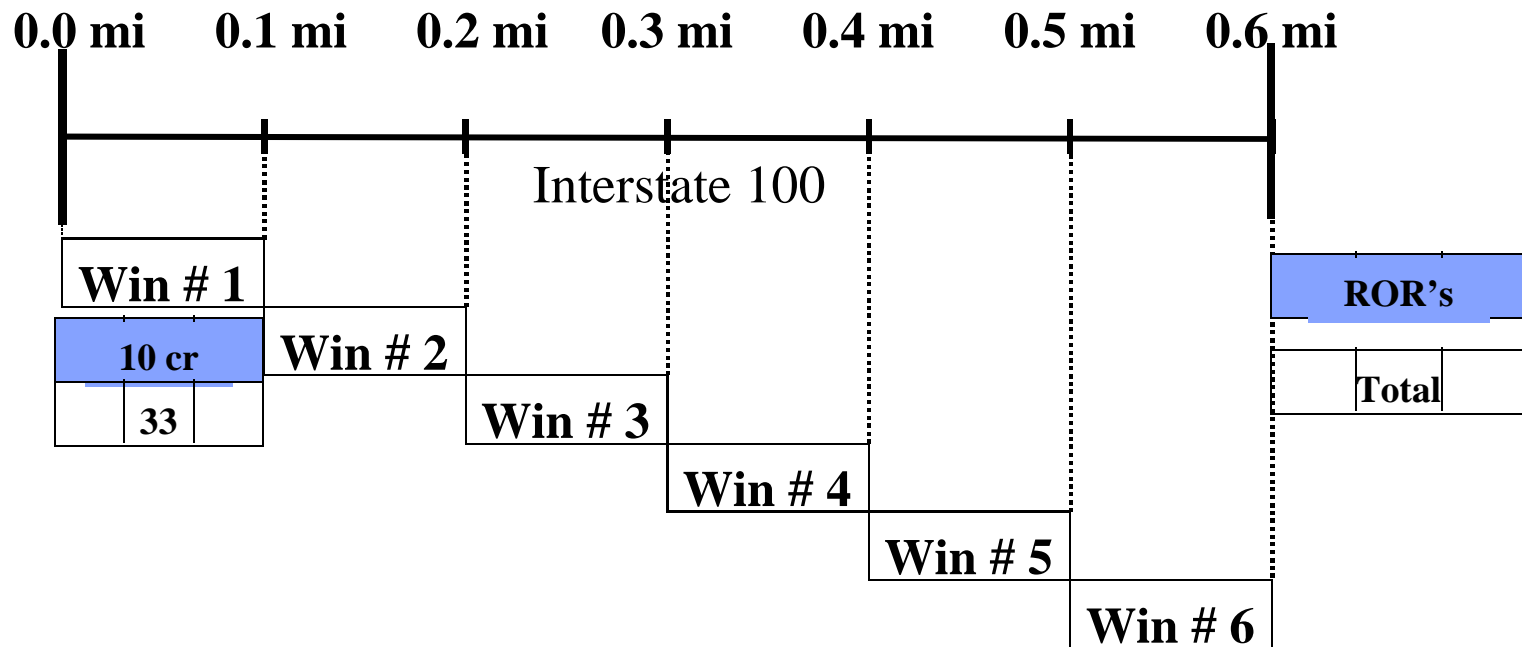 0.0 mi 0.1 mi 0.2 mi 0.3 mi 0.4 mi 0.5 mi 0.6 mi
Interstate 100
Win # 1
ROR’s
10 cr
Win # 2
Total
33
Win # 3
Win # 4
Win # 5
Win # 6